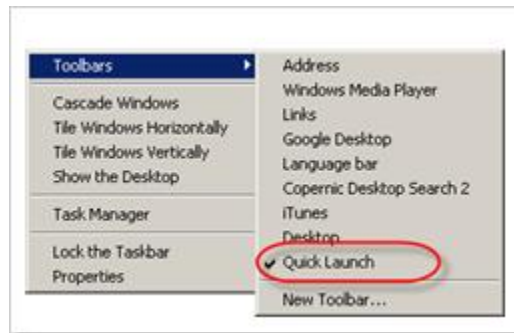 Toolbars
Cascade Windows
Tile Windows Horizontally
Tile Windows Vertically
Show the Desktop
Task Manager
Lock the Taskbar
Properties
Address
Windows Media Player
Links
Google Desktop
Language bar
Copernic Desktop Search 2
iTunes
Desktop
Quick Launch
New Toolbar...